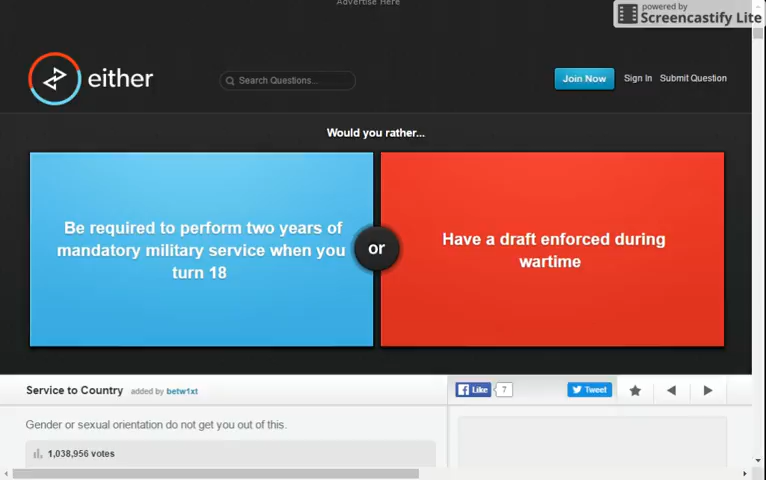 Advertise Here
powered by
Screencastify Lite
either
Search Questions...
Join Now
Sign In
Submit Question
Would you rather...
Be required to perform two years of
mandatory military service when you
turn 18
or
Have a draft enforced during
wartime
Service to Country
added by betw1xt
Like
7
Tweet
Gender or sexual orientation do not get you out of this.
1,038,956 votes